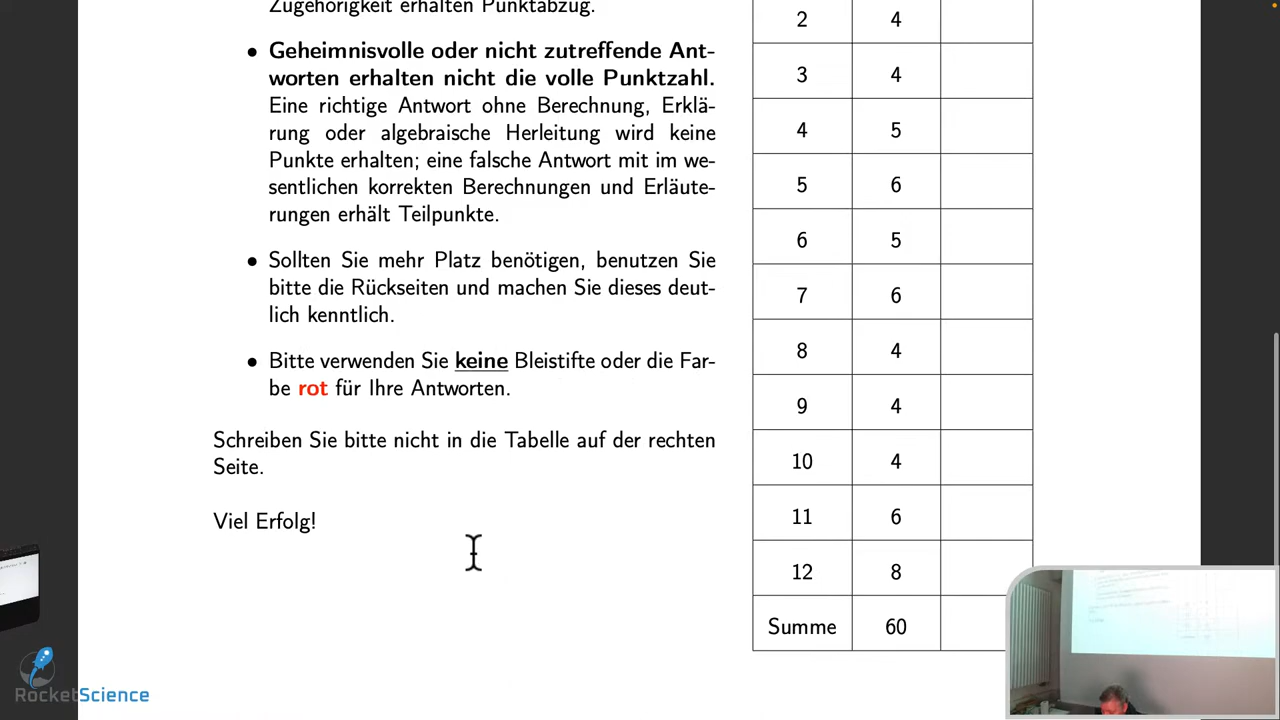 Zugehörigkeit erhalten Punktabzug.
• Geheimnisvolle oder nicht zutreffende Ant-
worten erhalten nicht die volle Punktzahl.
Eine richtige Antwort ohne Berechnung, Erklä-
rung oder algebraische Herleitung wird keine
Punkte erhalten; eine falsche Antwort mit im we-
sentlichen korrekten Berechnungen und Erläute-
rungen erhält Teilpunkte.
• Sollten Sie mehr Platz benötigen, benutzen Sie
bitte die Rückseiten und machen Sie dieses deut-
lich kenntlich.
• Bitte verwenden Sie keine Bleistifte oder die Far-
be rot für Ihre Antworten.
Schreiben Sie bitte nicht in die Tabelle auf der rechten
Seite.
Viel Erfolg!
2 4
3 4
4 5
5 6
6 5
7 6
8 4
9 4
10 4
11 6
12 8
Summe 60
RocketScience